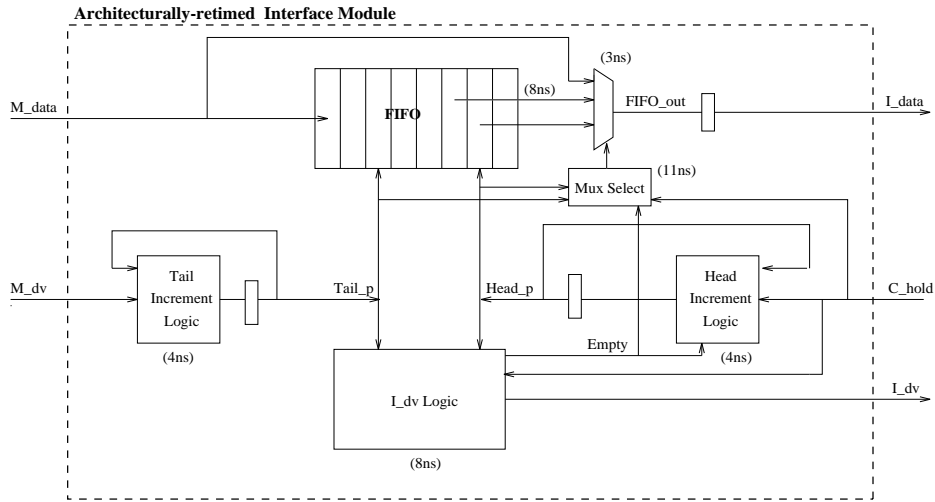 Architecturally-retimed Interface Module
(3ns)
(8ns)
M_data
FIFO
FIFO_out
I_data
(11ns)
Mux Select
M_dv
Tail
Increment
Logic
(4ns)
Tail_p
Head_p
Head
Increment
Logic
(4ns)
C_hold
Empty
I_dv Logic
I_dv
(8ns)